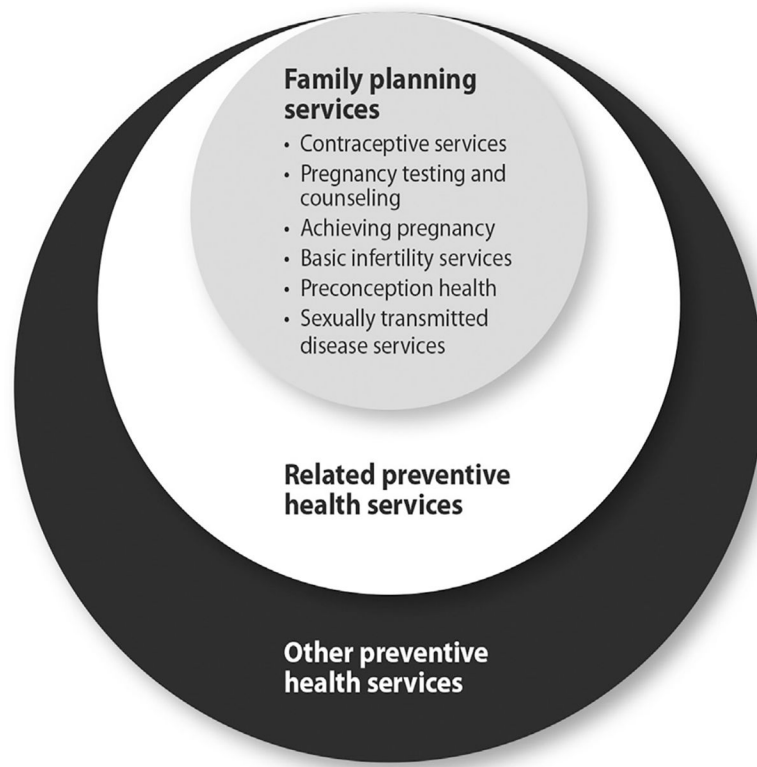 Family planning
services
• Contraceptive services
• Pregnancy testing and
counseling
• Achieving pregnancy
• Basic infertility services
• Preconception health
• Sexually transmitted
disease services
Related preventive
health services
Other preventive
health services